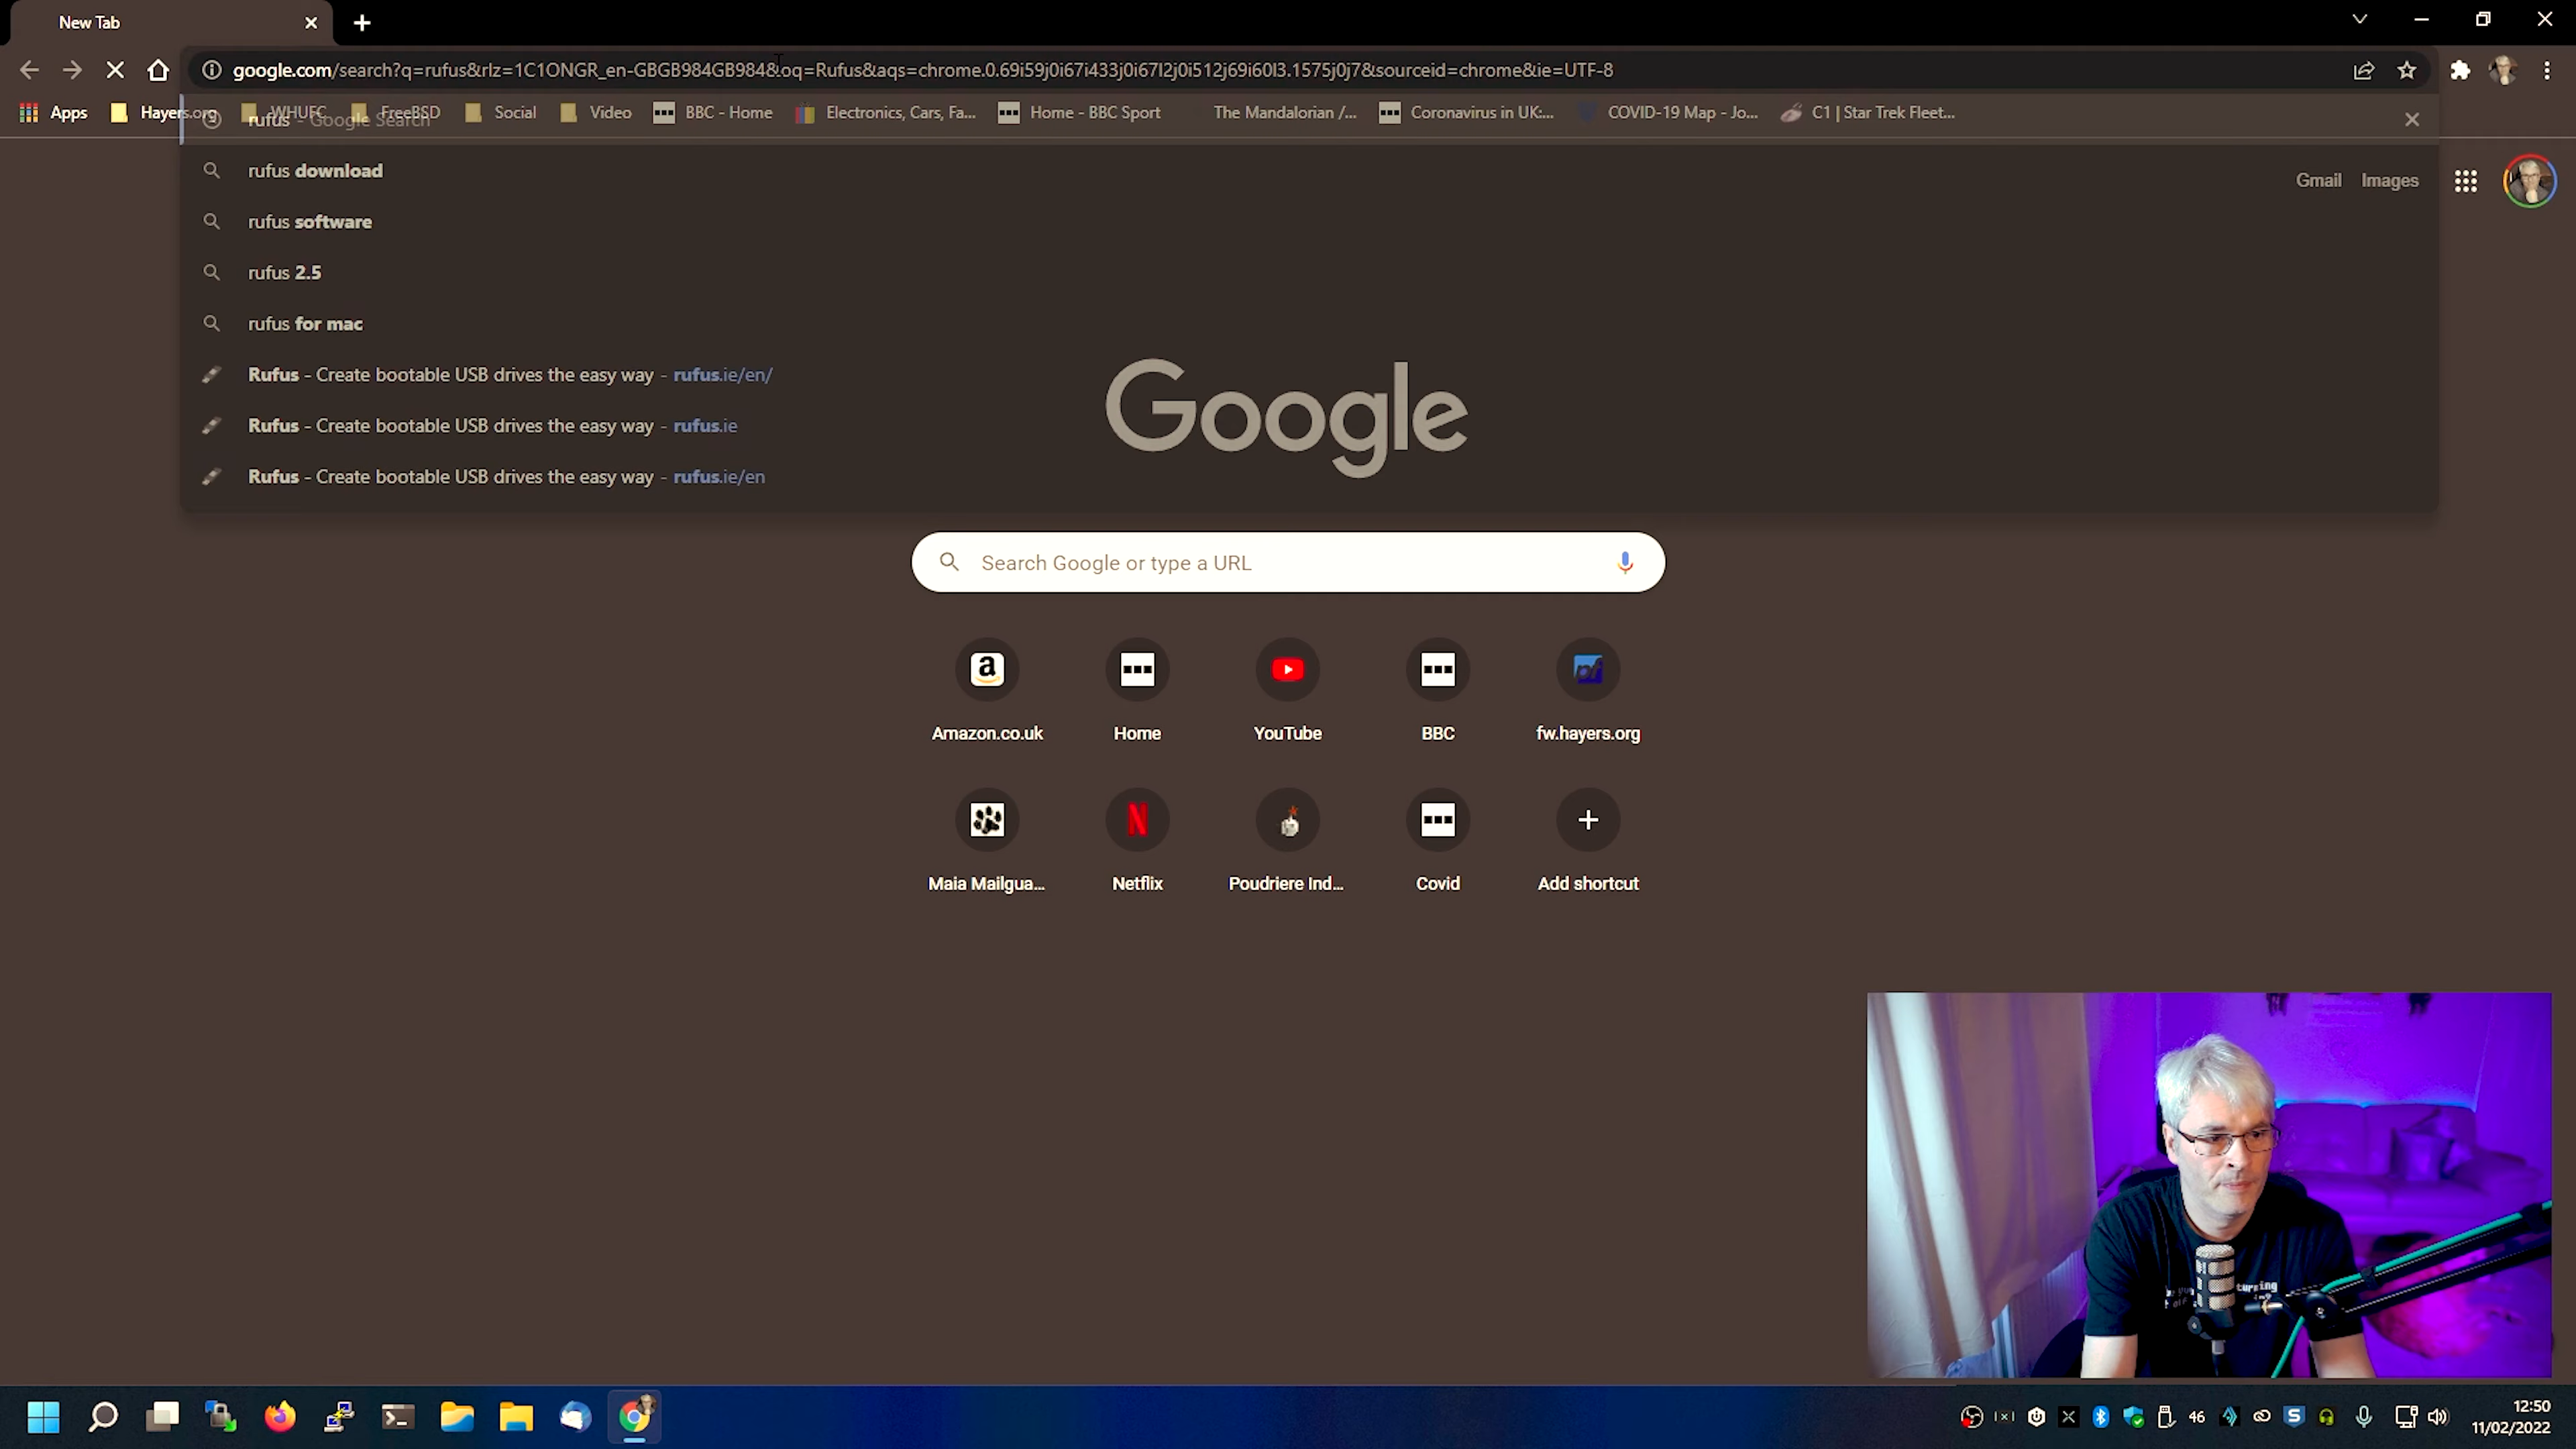 New Tab
google.com/search?q=rufus&rlz=1C1ONGR_en-GBGB984GB984&oq=Rufus&aqs=chrome.0.69i59j0i67i433j0i67l2j0i512j69i60l3.1575j0j7&sourceid=chrome&ie=UTF-8
Apps Hayers.org WHUFC FreeBSD Social Video BBC - Home Electronics, Cars, Fa... Home - BBC Sport The Mandalorian /... Coronavirus in UK:... COVID-19 Map - Jo... C1 | Star Trek Fleet...
rufus - Google Search
rufus download
Gmail Images
rufus software
rufus 2.5
rufus for mac
Rufus - Create bootable USB drives the easy way - rufus.ie/en/
Rufus - Create bootable USB drives the easy way - rufus.ie
Rufus - Create bootable USB drives the easy way - rufus.ie/en
Google
Search Google or type a URL
Amazon.co.uk Home YouTube BBC fw.hayers.org
Maia Mailgua... Netflix Poudriere Ind... Covid Add shortcut
46
12:50
11/02/2022